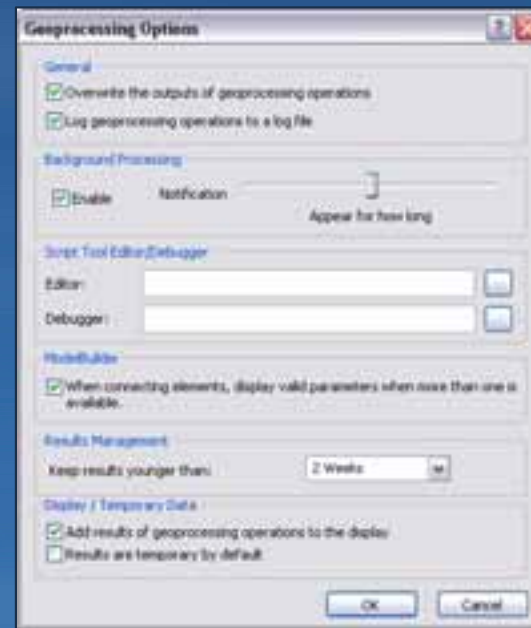 Geoprocessing Options
General
Overwrite the outputs of geoprocessing operations
Log geoprocessing operations to a log file
Background Processing
Enable
Notification
Appear for how long
Script Tool Editor/Debugger
Editor:
...
Debugger:
...
ModelBuilder
When connecting elements, display valid parameters when more than one is
available.
Results Management
Keep results younger than:
2 Weeks
Display / Temporary Data
Add results of geoprocessing operations to the display
Results are temporary by default
OK
Cancel